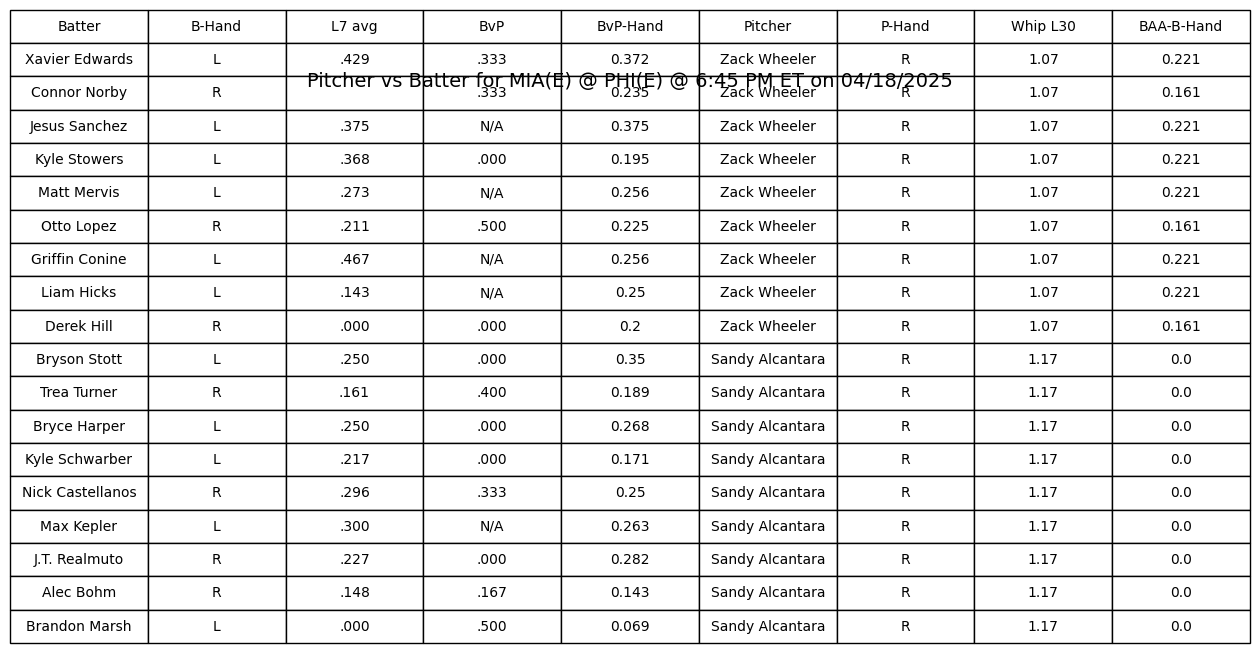 Batter B-Hand L7 avg BvP BvP-Hand Pitcher P-Hand Whip L30 BAA-B-Hand
Xavier Edwards L .429 .333 0.372 Zack Wheeler R 1.07 0.221
Pitcher vs Batter for MIA(E) @ PHI(E) @ 6:45 PM ET on 04/18/2025
Connor Norby R .333 0.235 Zack Wheeler R 1.07 0.161
Jesus Sanchez L .375 N/A 0.375 Zack Wheeler R 1.07 0.221
Kyle Stowers L .368 .000 0.195 Zack Wheeler R 1.07 0.221
Matt Mervis L .273 N/A 0.256 Zack Wheeler R 1.07 0.221
Otto Lopez R .211 .500 0.225 Zack Wheeler R 1.07 0.161
Griffin Conine L .467 N/A 0.256 Zack Wheeler R 1.07 0.221
Liam Hicks L .143 N/A 0.25 Zack Wheeler R 1.07 0.221
Derek Hill R .000 .000 0.2 Zack Wheeler R 1.07 0.161
Bryson Stott L .250 .000 0.35 Sandy Alcantara R 1.17 0.0
Trea Turner R .161 .400 0.189 Sandy Alcantara R 1.17 0.0
Bryce Harper L .250 .000 0.268 Sandy Alcantara R 1.17 0.0
Kyle Schwarber L .217 .000 0.171 Sandy Alcantara R 1.17 0.0
Nick Castellanos R .296 .333 0.25 Sandy Alcantara R 1.17 0.0
Max Kepler L .300 N/A 0.263 Sandy Alcantara R 1.17 0.0
J.T. Realmuto R .227 .000 0.282 Sandy Alcantara R 1.17 0.0
Alec Bohm R .148 .167 0.143 Sandy Alcantara R 1.17 0.0
Brandon Marsh L .000 .500 0.069 Sandy Alcantara R 1.17 0.0